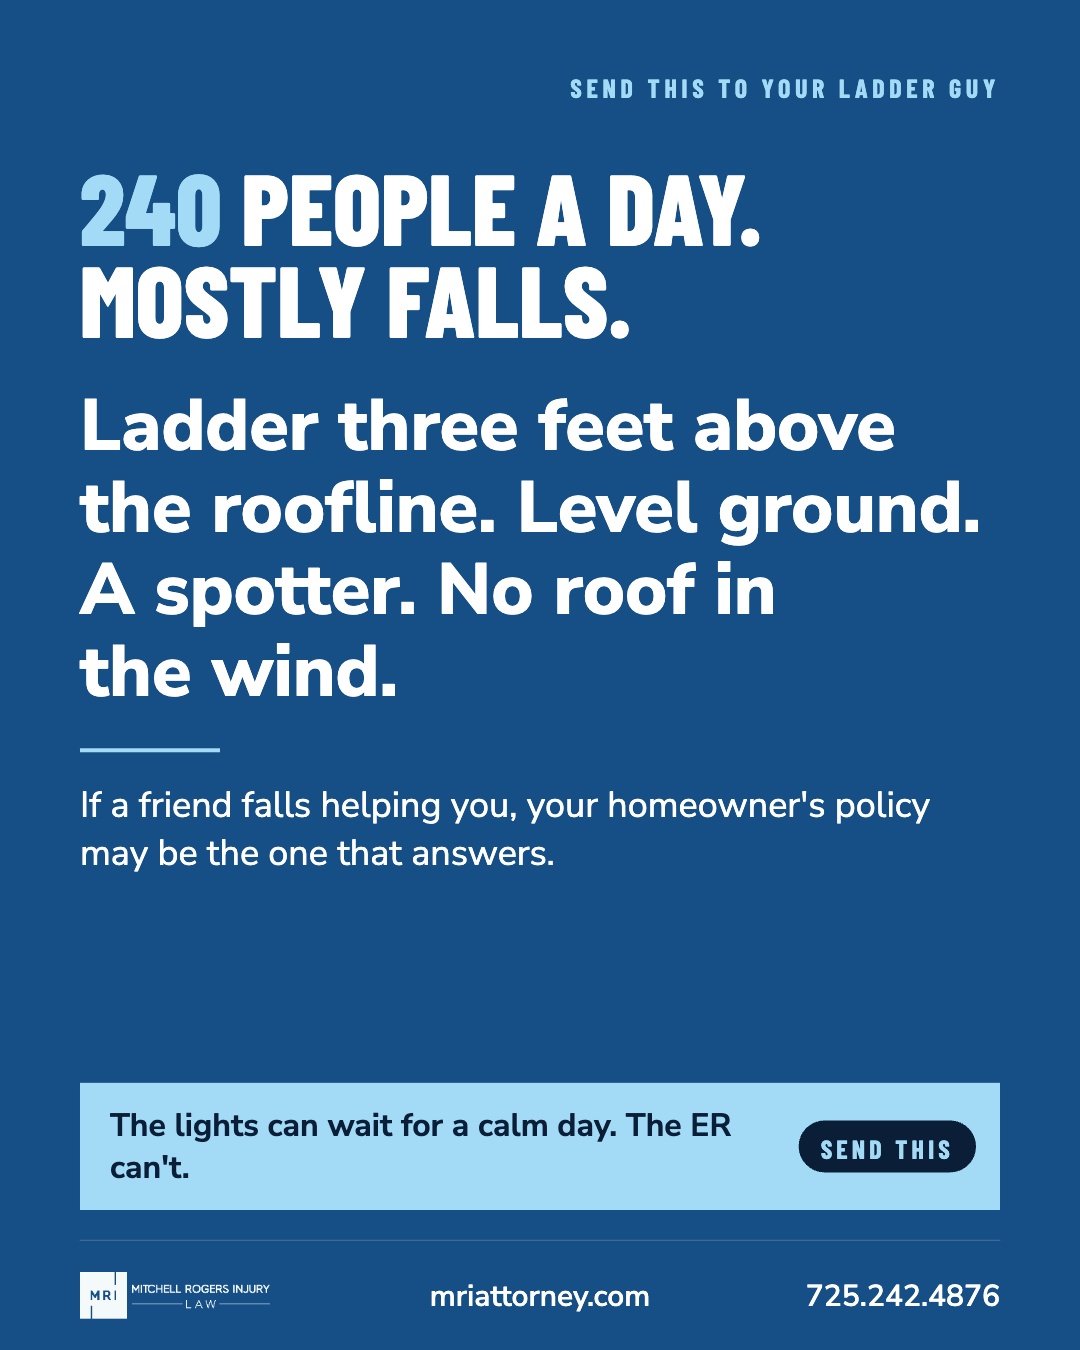 SEND THIS TO YOUR LADDER GUY
240 PEOPLE A DAY.
MOSTLY FALLS.
Ladder three feet above
the roofline. Level ground.
A spotter. No roof in
the wind.
If a friend falls helping you, your homeowner's policy
may be the one that answers.
The lights can wait for a calm day. The ER
can't.
SEND THIS
MRI
MITCHELL ROGERS INJURY
LAW
mriattorney.com
725.242.4876